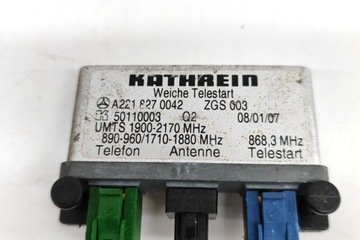 KATHREIN
Weiche Telestart
A221 827 0042 ZGS 003
03 50110003 Q2 08/01/07
UMTS 1900-2170 MHz
890-960/1710-1880 MHz 868,3 MHz
Telefon Antenne Telestart